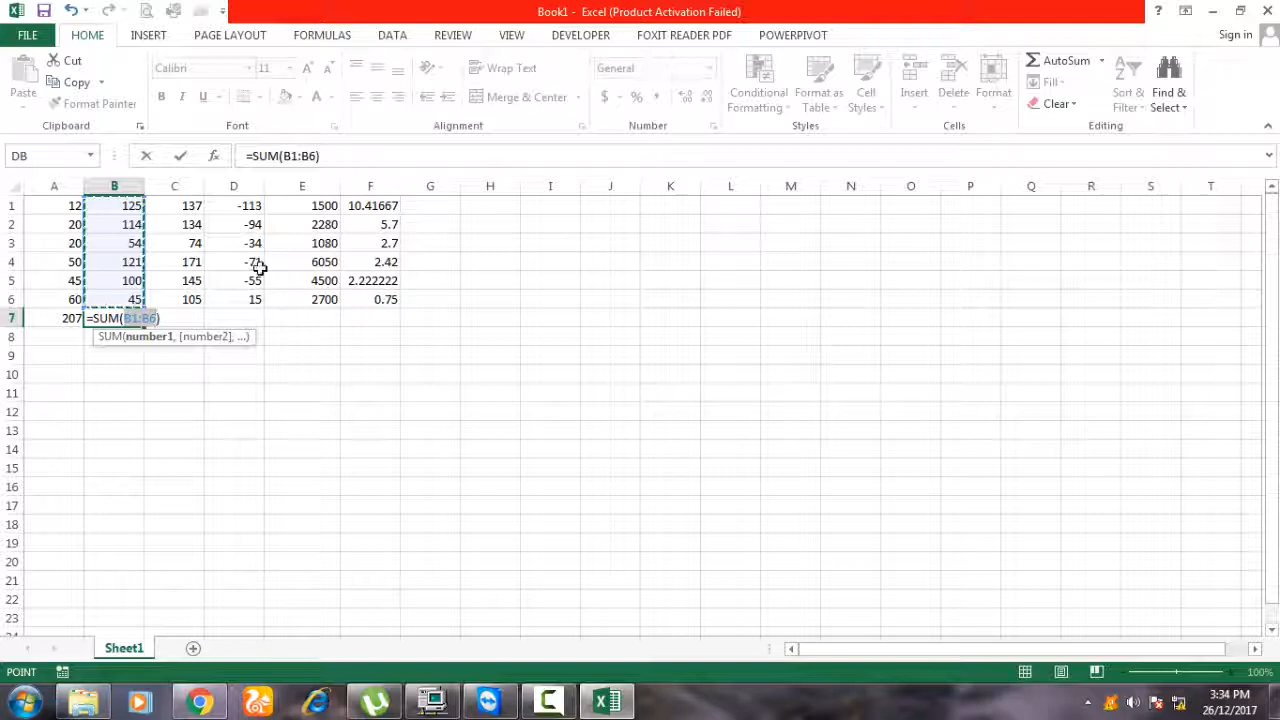 Book1 - Excel (Product Activation Failed)
FILE HOME INSERT PAGE LAYOUT FORMULAS DATA REVIEW VIEW DEVELOPER FOXIT READER PDF POWERPIVOT Sign in
Cut
Copy
Format Painter
Paste
Clipboard
Calibri 11
B I U A
Font
Wrap Text
Merge & Center
Alignment
General
$ % ,
Number
Conditional Formatting
Format as Table
Cell Styles
Styles
Insert Delete Format
Cells
AutoSum
Fill
Clear
Sort & Filter
Find & Select
Editing
DB =SUM(B1:B6)
A B C D E F G H I J K L M N O P Q R S T
1 12 125 137 -113 1500 10.41667
2 20 114 134 -94 2280 5.7
3 20 54 74 -34 1080 2.7
4 50 121 171 -71 6050 2.42
5 45 100 145 -55 4500 2.222222
6 60 45 105 15 2700 0.75
7 207 =SUM(B1:B6)
8 SUM(number1, [number2], ...)
9
10
11
12
13
14
15
16
17
18
19
20
21
22
23
Sheet1
POINT 100%
3:34 PM
26/12/2017